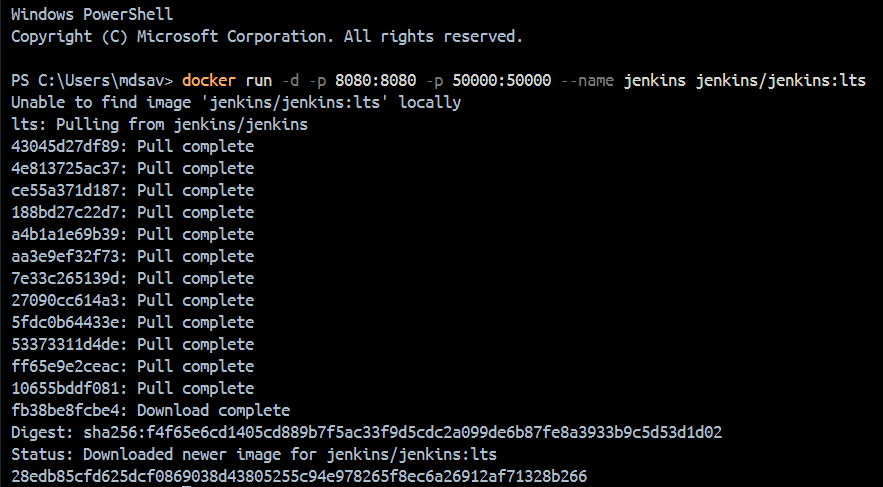 Windows PowerShell
Copyright (C) Microsoft Corporation. All rights reserved.
PS C:\Users\mdsav> docker run -d -p 8080:8080 -p 50000:50000 --name jenkins jenkins/jenkins:lts
Unable to find image 'jenkins/jenkins:lts' locally
lts: Pulling from jenkins/jenkins
43045d27df89: Pull complete
4e813725ac37: Pull complete
ce55a371d187: Pull complete
188bd27c22d7: Pull complete
a4b1a1e69b39: Pull complete
aa3e9ef32f73: Pull complete
7e33c265139d: Pull complete
27090cc614a3: Pull complete
5fdc0b64433e: Pull complete
53373311d4de: Pull complete
ff65e9e2ceac: Pull complete
10655bddf081: Pull complete
fb38be8fcbe4: Download complete
Digest: sha256:f4f65e6cd1405cd889b7f5ac33f9d5cdc2a099de6b87fe8a3933b9c5d53d1d02
Status: Downloaded newer image for jenkins/jenkins:lts
28edb85cfd625dcf0869038d43805255c94e978265f8ec6a26912af71328b266